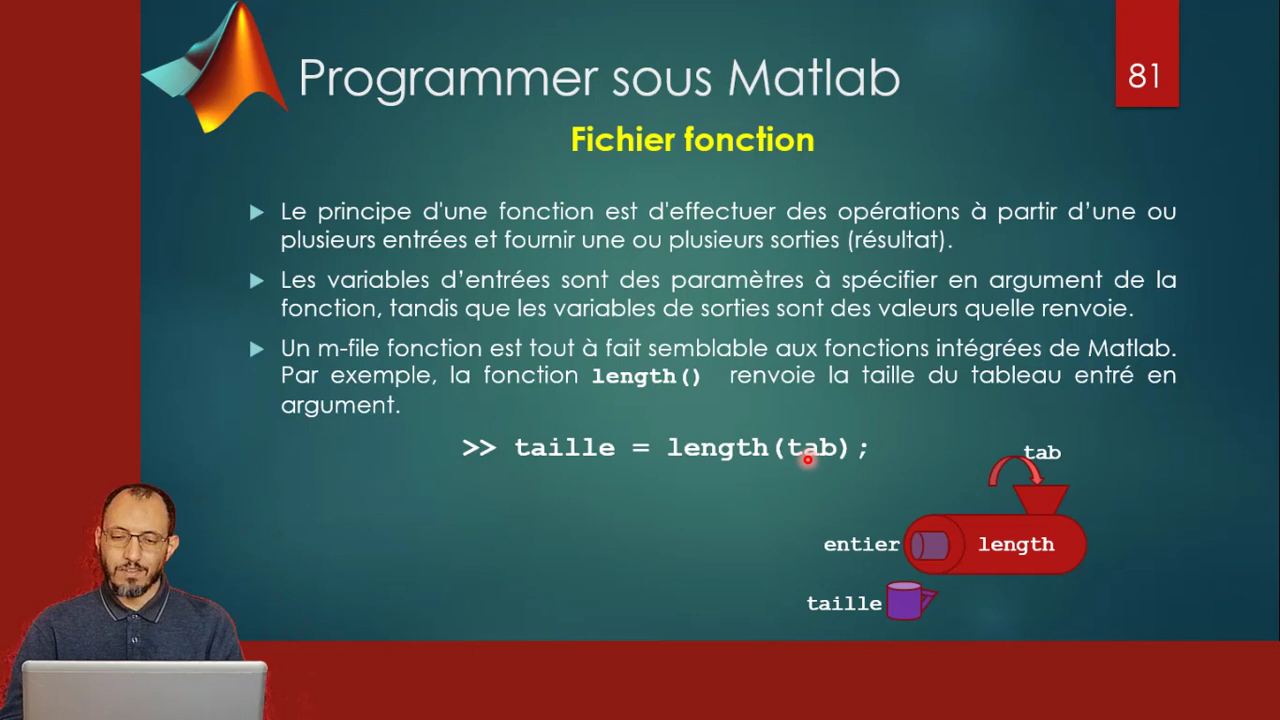 Programmer sous Matlab
81
Fichier fonction
Le principe d'une fonction est d'effectuer des opérations à partir d’une ou
plusieurs entrées et fournir une ou plusieurs sorties (résultat).
Les variables d’entrées sont des paramètres à spécifier en argument de la
fonction, tandis que les variables de sorties sont des valeurs quelle renvoie.
Un m-file fonction est tout à fait semblable aux fonctions intégrées de Matlab.
Par exemple, la fonction length() renvoie la taille du tableau entré en
argument.
>> taille = length(tab);
tab
entier
length
taille